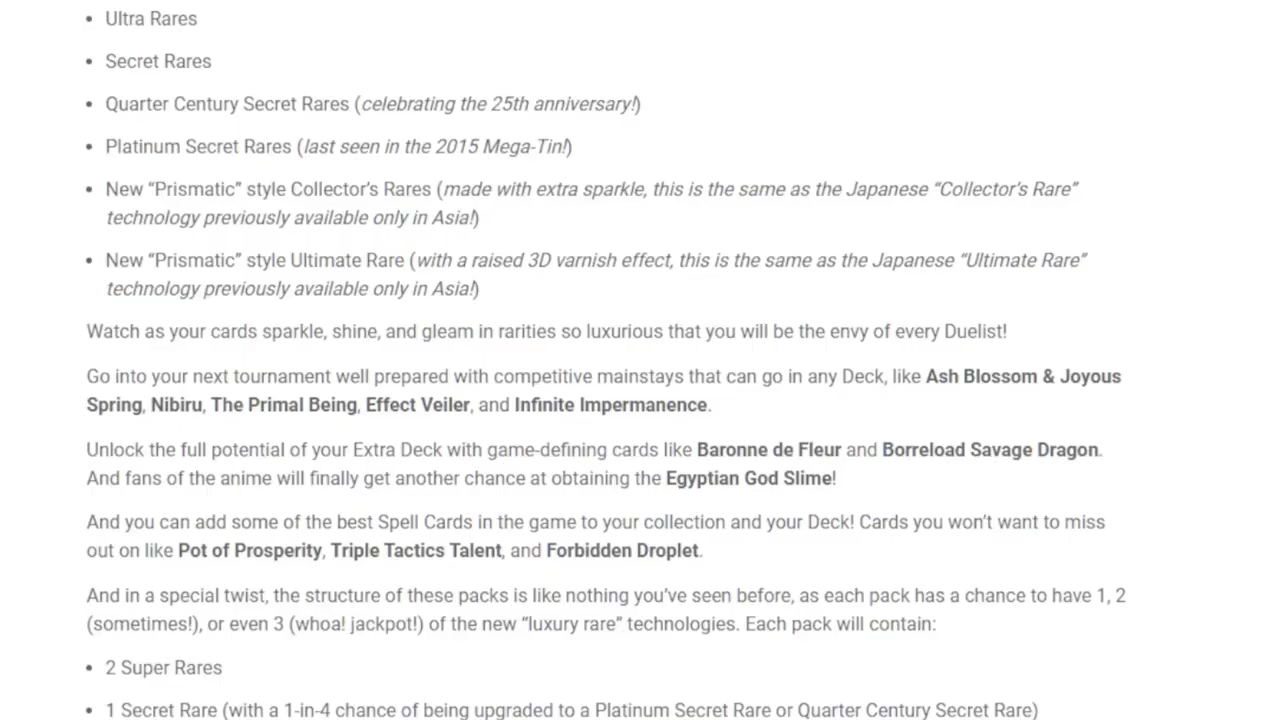 • Ultra Rares
• Secret Rares
• Quarter Century Secret Rares (celebrating the 25th anniversary!)
• Platinum Secret Rares (last seen in the 2015 Mega-Tin!)
• New “Prismatic” style Collector’s Rares (made with extra sparkle, this is the same as the Japanese “Collector’s Rare”
technology previously available only in Asia!)
• New “Prismatic” style Ultimate Rare (with a raised 3D varnish effect, this is the same as the Japanese “Ultimate Rare”
technology previously available only in Asia!)
Watch as your cards sparkle, shine, and gleam in rarities so luxurious that you will be the envy of every Duelist!
Go into your next tournament well prepared with competitive mainstays that can go in any Deck, like Ash Blossom & Joyous
Spring, Nibiru, The Primal Being, Effect Veiler, and Infinite Impermanence.
Unlock the full potential of your Extra Deck with game-defining cards like Baronne de Fleur and Borreload Savage Dragon.
And fans of the anime will finally get another chance at obtaining the Egyptian God Slime!
And you can add some of the best Spell Cards in the game to your collection and your Deck! Cards you won’t want to miss
out on like Pot of Prosperity, Triple Tactics Talent, and Forbidden Droplet.
And in a special twist, the structure of these packs is like nothing you’ve seen before, as each pack has a chance to have 1, 2
(sometimes!), or even 3 (whoa! jackpot!) of the new “luxury rare” technologies. Each pack will contain:
• 2 Super Rares
• 1 Secret Rare (with a 1-in-4 chance of being upgraded to a Platinum Secret Rare or Quarter Century Secret Rare)